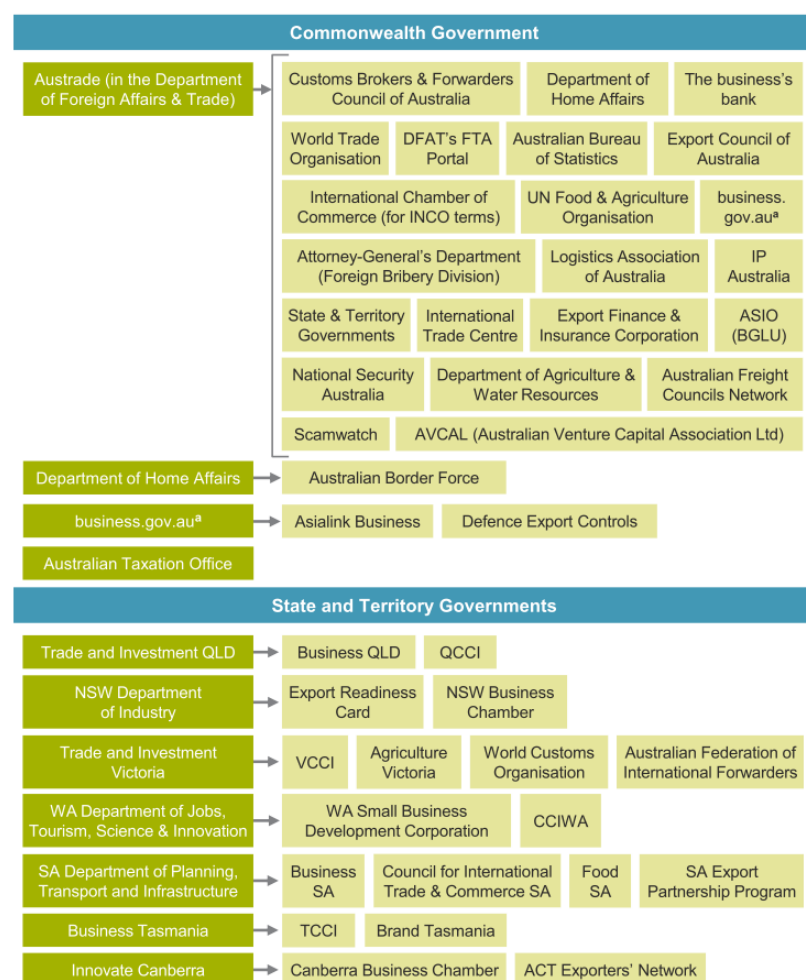 Commonwealth Government
Austrade (in the Department
of Foreign Affairs & Trade)
Customs Brokers & Forwarders
Council of Australia
Department of
Home Affairs
The business's
bank
World Trade
Organisation
DFAT's FTA
Portal
Australian Bureau
of Statistics
Export Council of
Australia
International Chamber of
Commerce (for INCO terms)
UN Food & Agriculture
Organisation
business.
gov.auª
Attorney-General's Department
(Foreign Bribery Division)
Logistics Association
of Australia
IP
Australia
State & Territory
Governments
International
Trade Centre
Export Finance &
Insurance Corporation
ASIO
(BGLU)
National Security
Australia
Department of Agriculture &
Water Resources
Australian Freight
Councils Network
Scamwatch
AVCAL (Australian Venture Capital Association Ltd)
Department of Home Affairs
Australian Border Force
business.gov.auª
Asialink Business
Defence Export Controls
Australian Taxation Office
State and Territory Governments
Trade and Investment QLD
Business QLD
QCCI
NSW Department
of Industry
Export Readiness
Card
NSW Business
Chamber
Trade and Investment
Victoria
VCCI
Agriculture
Victoria
World Customs
Organisation
Australian Federation of
International Forwarders
WA Department of Jobs,
Tourism, Science & Innovation
WA Small Business
Development Corporation
CCIWA
SA Department of Planning,
Transport and Infrastructure
Business
SA
Council for International
Trade & Commerce SA
Food
SA
SA Export
Partnership Program
Business Tasmania
TCCI
Brand Tasmania
Innovate Canberra
Canberra Business Chamber
ACT Exporters' Network